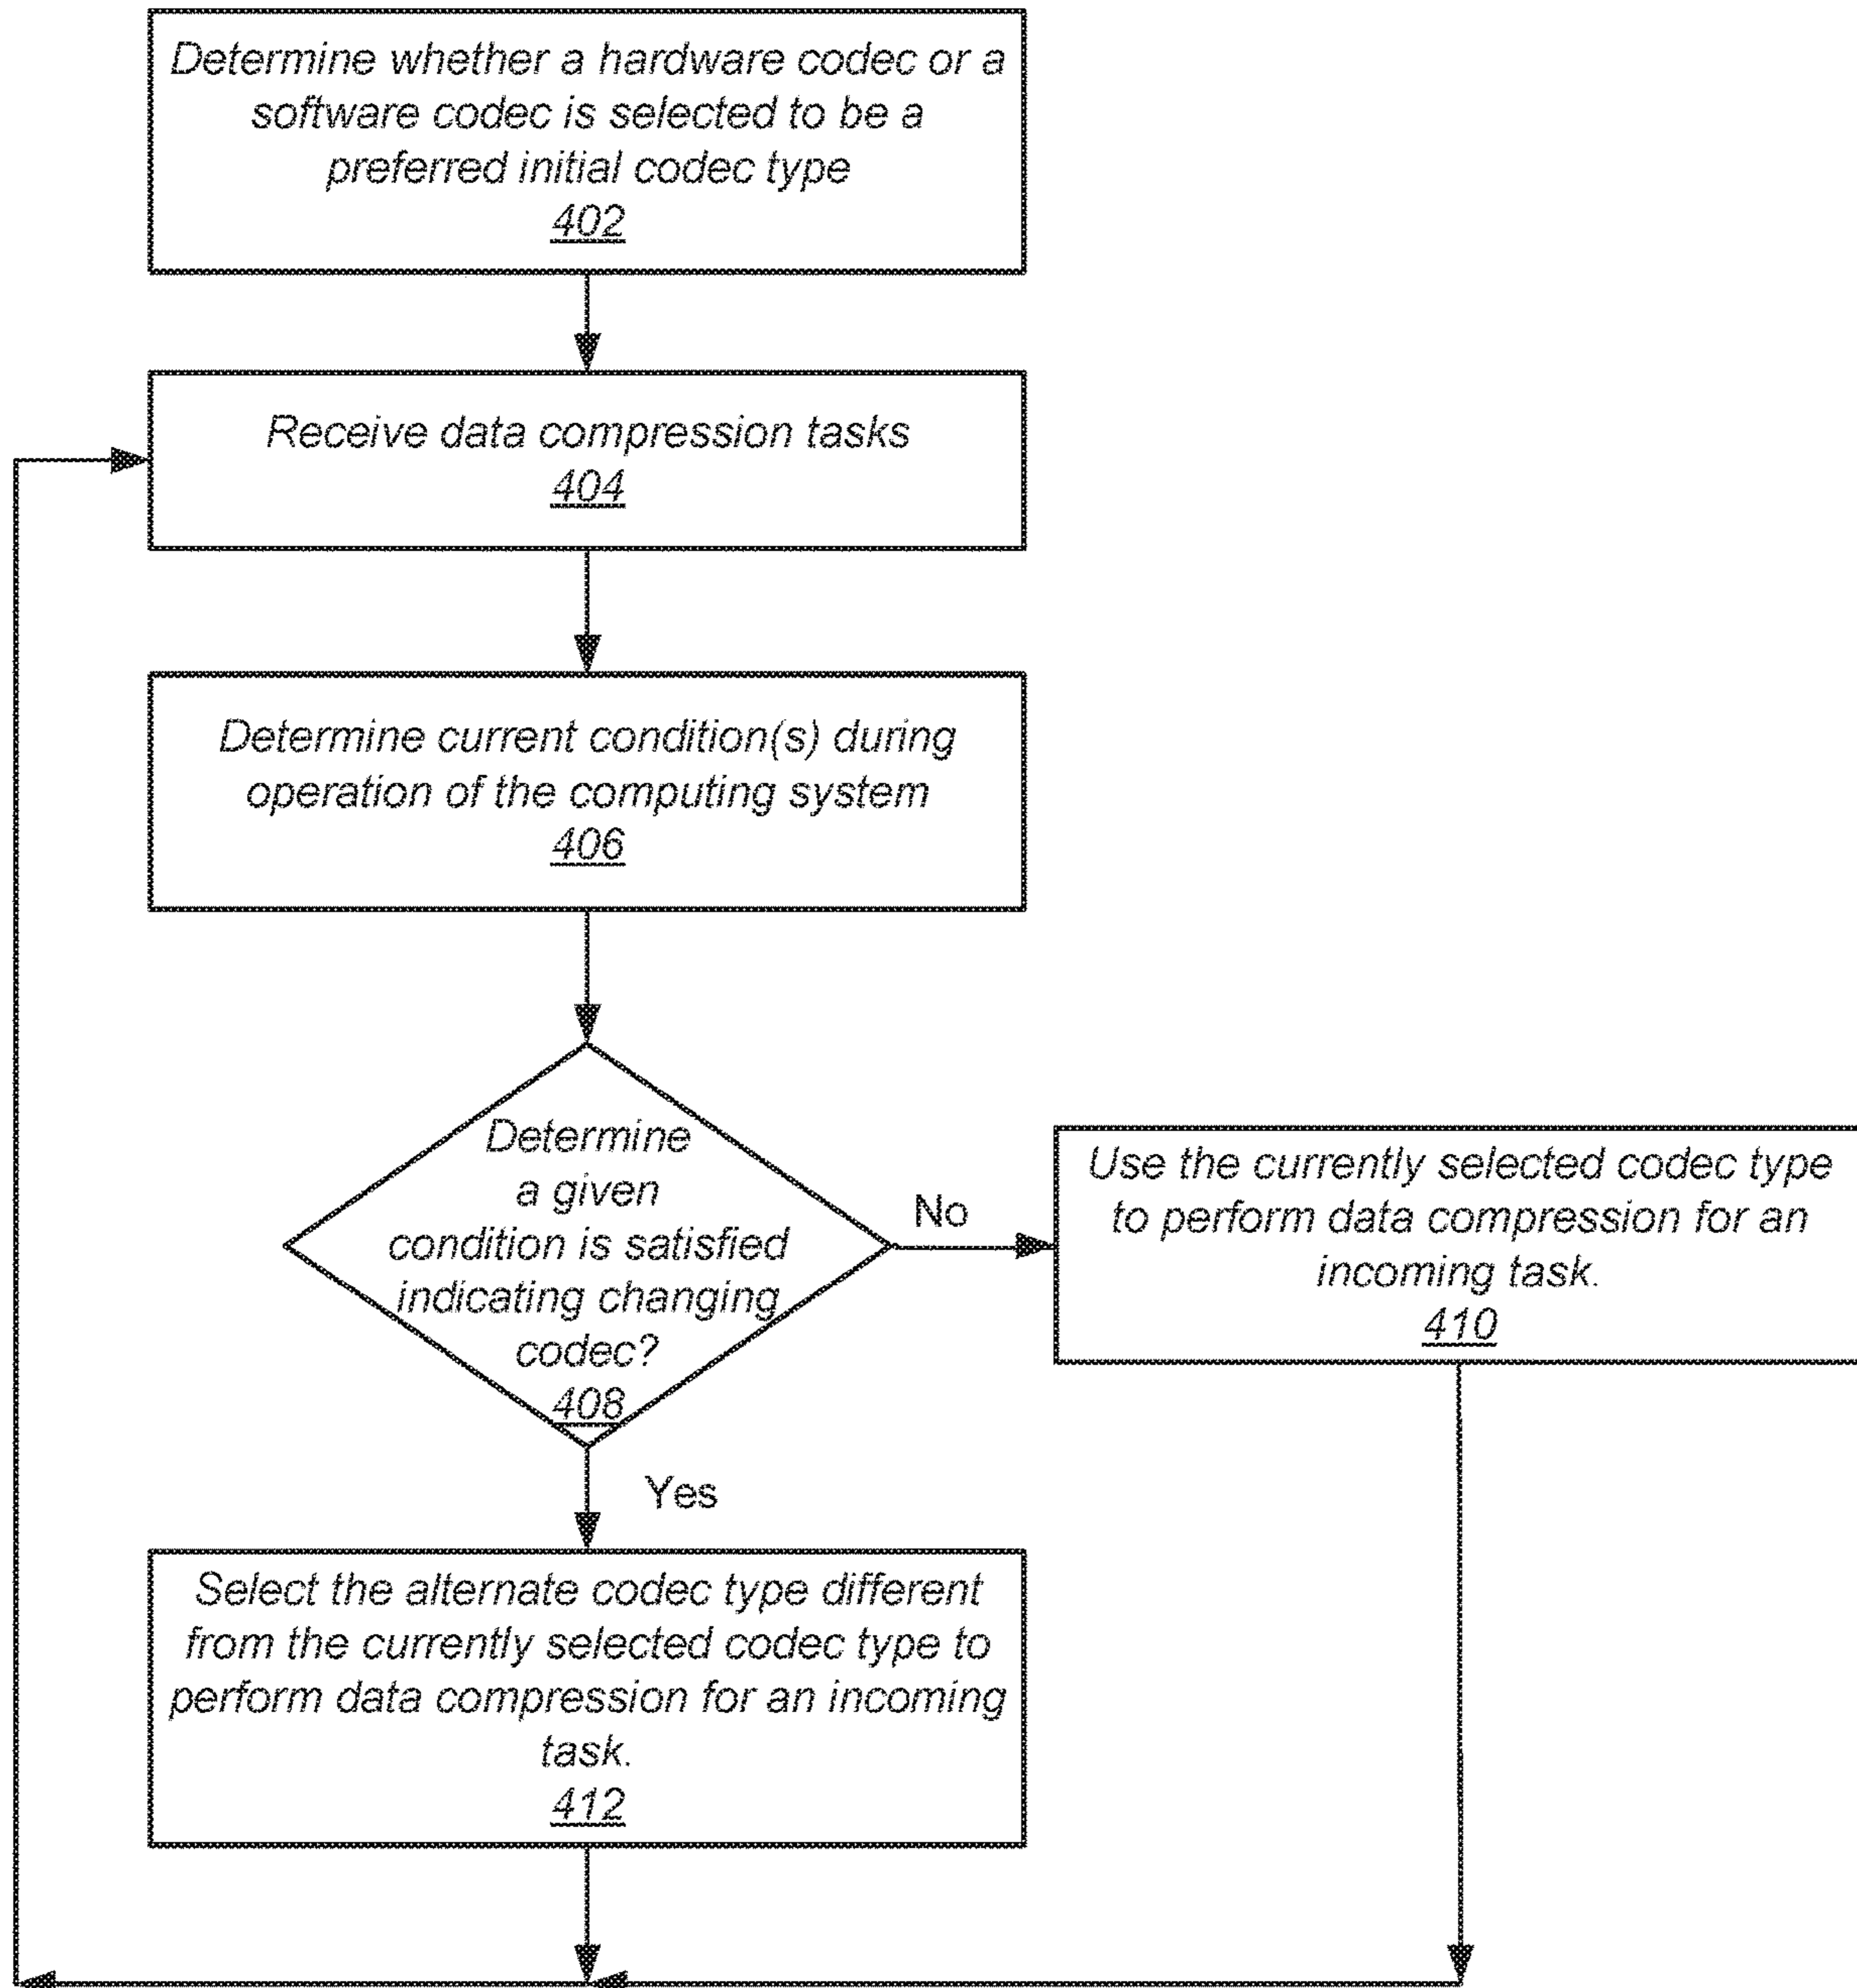 Determine whether a hardware codec or a
software codec is selected to be a
preferred initial codec type
402
Receive data compression tasks
404
Determine current condition(s) during
operation of the computing system
406
Determine
a given
condition is satisfied
indicating changing
codec?
408
No
Use the currently selected codec type
to perform data compression for an
incoming task.
410
Yes
Select the alternate codec type different
from the currently selected codec type to
perform data compression for an incoming
task.
412